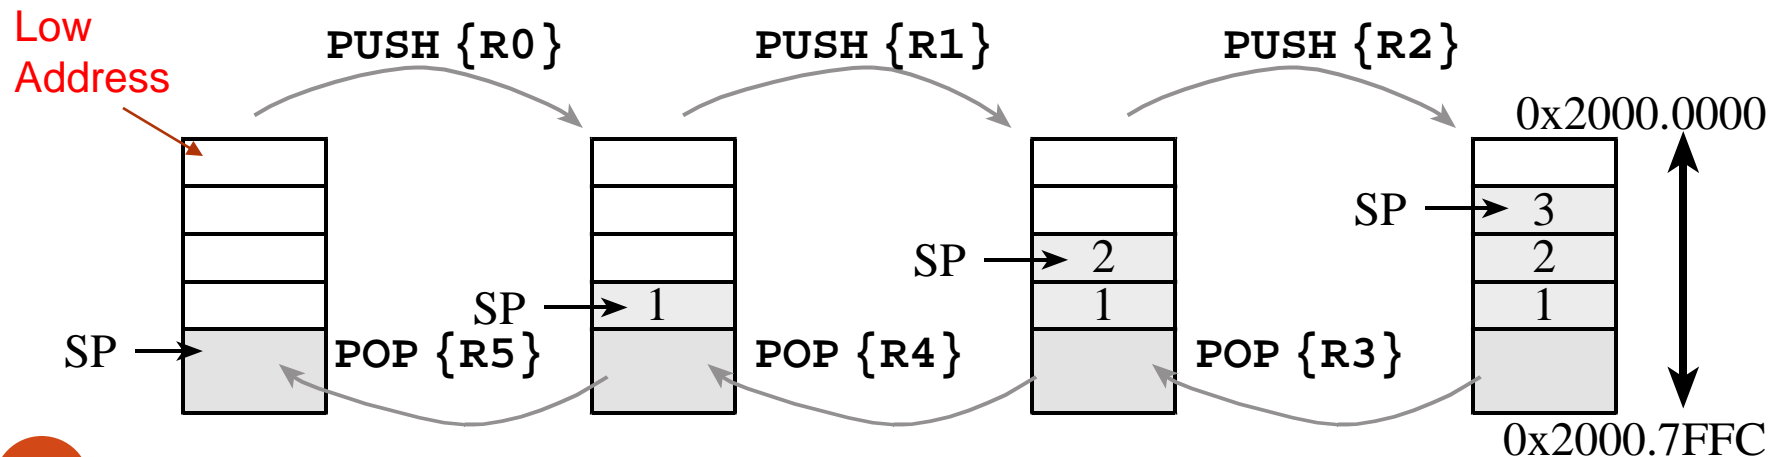 Low
Address
PUSH {R0}
PUSH {R1}
PUSH {R2}
0x2000.0000
SP
3
SP
2
2
SP
1
1
1
SP
POP {R5}
POP {R4}
POP {R3}
0x2000.7FFC